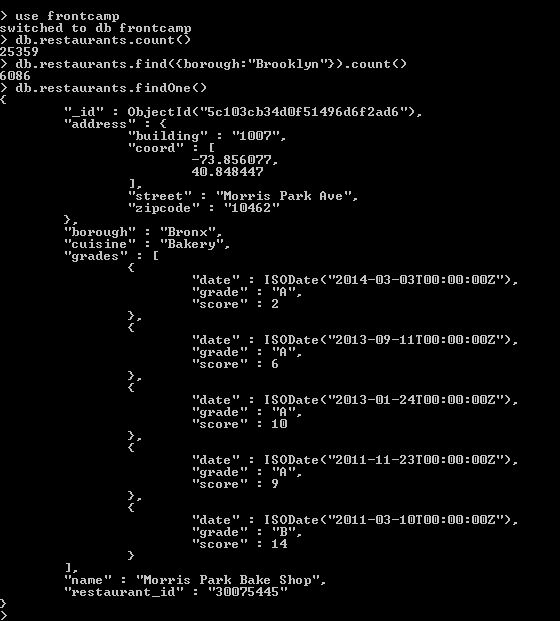 > use frontcamp
switched to db frontcamp
> db.restaurants.count()
25359
> db.restaurants.find({borough:"Brooklyn"}).count()
6086
> db.restaurants.findOne()
{
        "_id" : ObjectId("5c103cb34d0f51496d6f2ad6"),
        "address" : {
                "building" : "1007",
                "coord" : [
                        -73.856077,
                        40.848447
                ],
                "street" : "Morris Park Ave",
                "zipcode" : "10462"
        },
        "borough" : "Bronx",
        "cuisine" : "Bakery",
        "grades" : [
                {
                        "date" : ISODate("2014-03-03T00:00:00Z"),
                        "grade" : "A",
                        "score" : 2
                },
                {
                        "date" : ISODate("2013-09-11T00:00:00Z"),
                        "grade" : "A",
                        "score" : 6
                },
                {
                        "date" : ISODate("2013-01-24T00:00:00Z"),
                        "grade" : "A",
                        "score" : 10
                },
                {
                        "date" : ISODate("2011-11-23T00:00:00Z"),
                        "grade" : "A",
                        "score" : 9
                },
                {
                        "date" : ISODate("2011-03-10T00:00:00Z"),
                        "grade" : "B",
                        "score" : 14
                }
        ],
        "name" : "Morris Park Bake Shop",
        "restaurant_id" : "30075445"
}
>